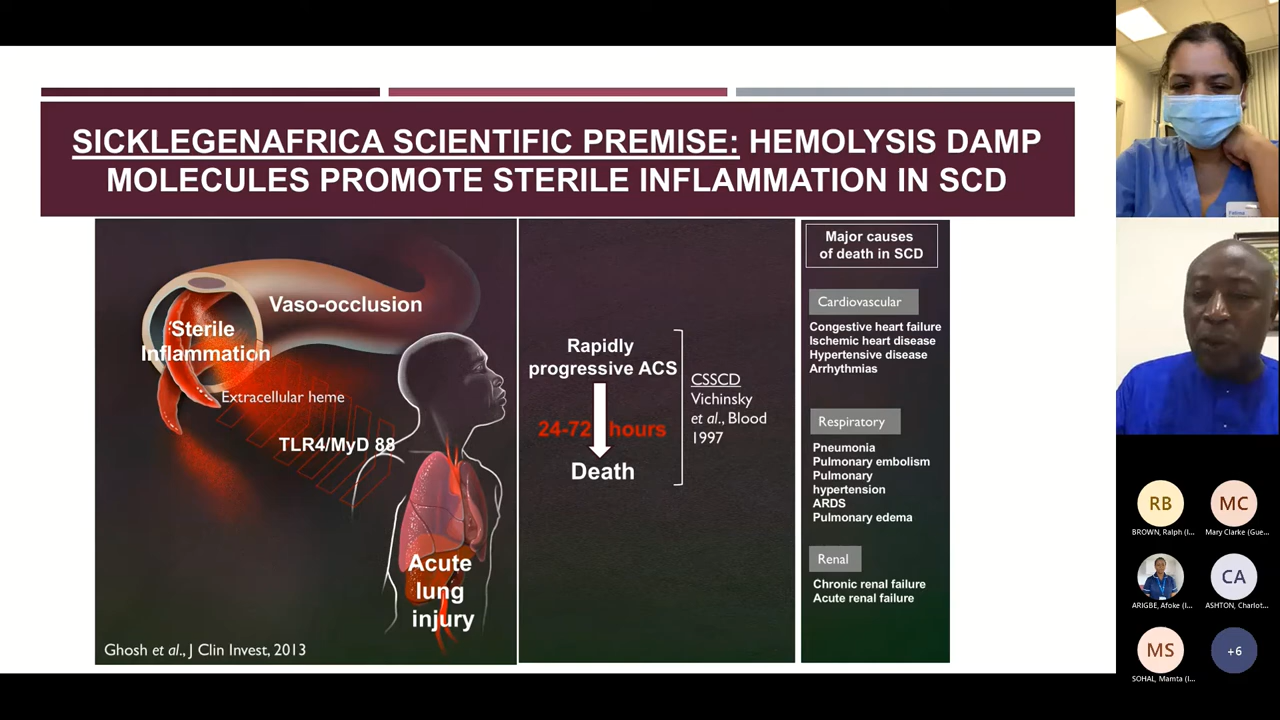 SICKLEGENAFRICA SCIENTIFIC PREMISE: HEMOLYSIS DAMP
MOLECULES PROMOTE STERILE INFLAMMATION IN SCD
Vaso-occlusion
Sterile
Inflammation
Extracellular heme
TLR4/MyD 88
Acute
lung
injury
Ghosh et al., J Clin Invest, 2013
Rapidly
progressive ACS
24-72 hours
Death
CSSCD
Vichinsky
et al., Blood
1997
Major causes
of death in SCD
Cardiovascular
Congestive heart failure
Ischemic heart disease
Hypertensive disease
Arrhythmias
Respiratory
Pneumonia
Pulmonary embolism
Pulmonary
hypertension
ARDS
Pulmonary edema
Renal
Chronic renal failure
Acute renal failure
RB
BROWN, Ralph (I...
MC
Mary Clarke (Gue...
ARIGBE, Afoke (I...
CA
ASHTON, Charlot...
MS
SOHAL, Mamta (I...
+6